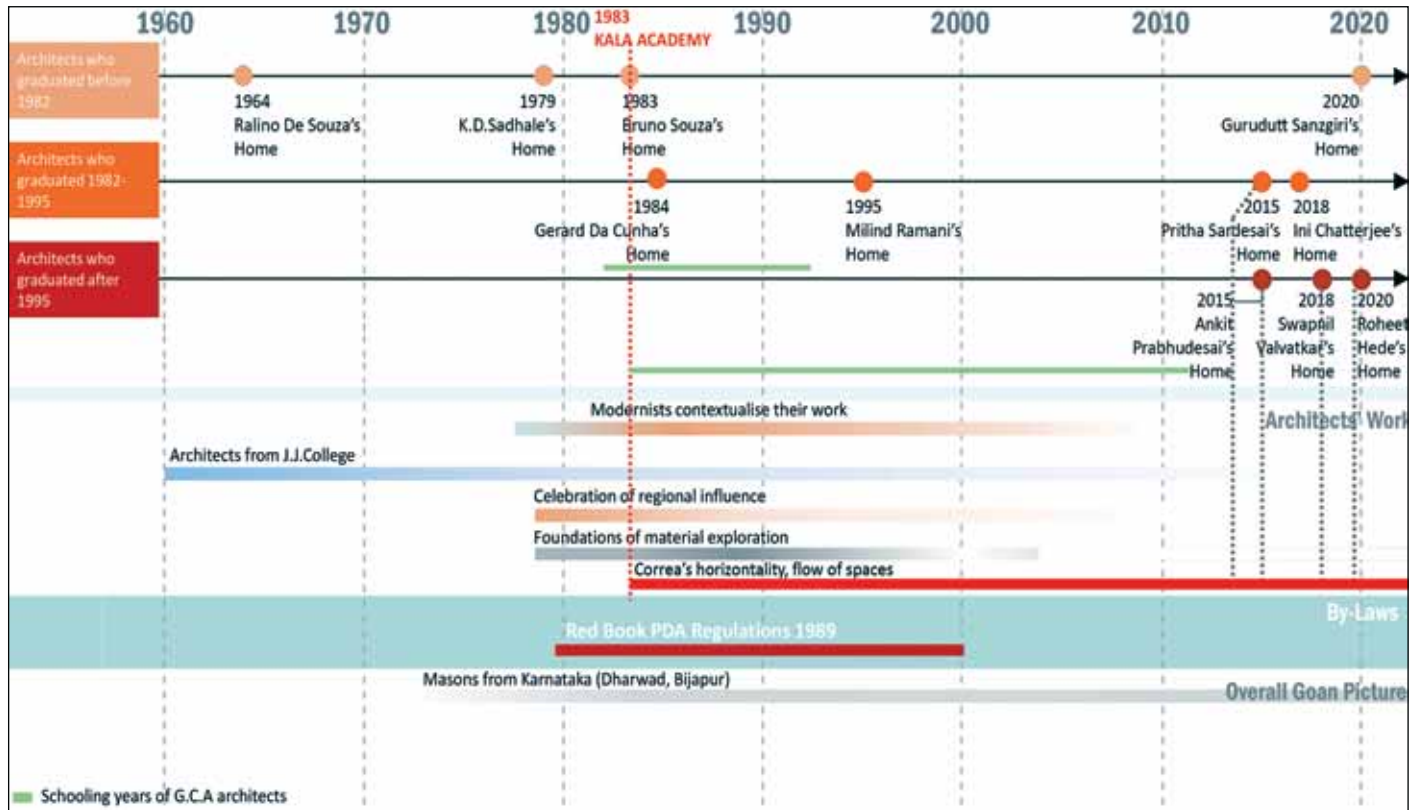 1960
1970
1980
1983
KALA ACADEMY
1990
2000
2010
2020
Architects who
graduated before
1982
1964
Ralino De Souza's
Home
1979
K.D.Sadhale's
Home
1983
Bruno Souza's
Home
2020
Gurudutt Sanzgiri's
Home
Architects who
graduated 1982-
1995
1984
Gerard Da Cunha's
Home
1995
Milind Ramani's
Home
2015
Pritha Sardesai's
Home
2018
Ini Chatterjee's
Home
Architects who
graduated after
1995
2015
Ankit
Prabhudesai's
Home
2018
Swapnil
Valvatkar's
Home
2020
Roheet
Hede's
Home
Modernists contextualise their work
Architects' Work
Architects from J.J.College
Celebration of regional influence
Foundations of material exploration
Correa's horizontality, flow of spaces
By-Laws
Red Book PDA Regulations 1989
Masons from Karnataka (Dharwad, Bijapur)
Overall Goan Picture
Schooling years of G.C.A architects